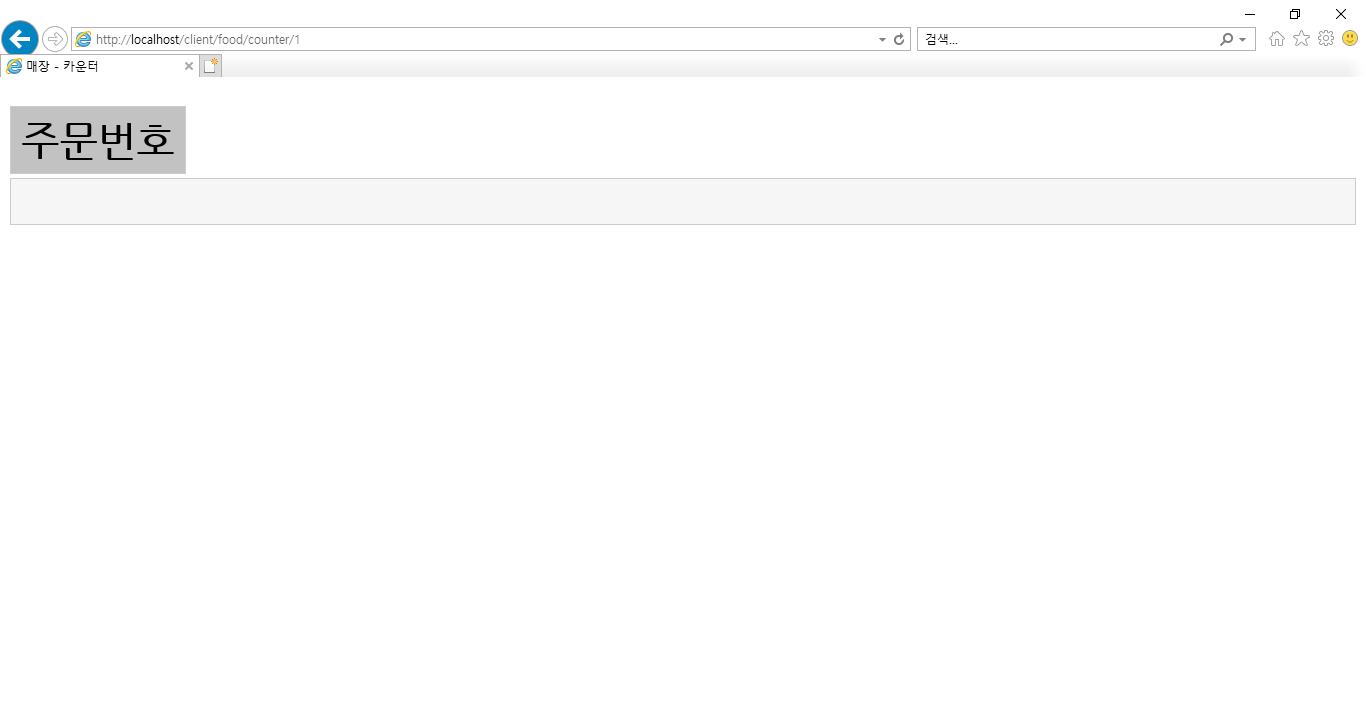 http://localhost/client/food/counter/1
검색...
매장 - 카운터
주문번호